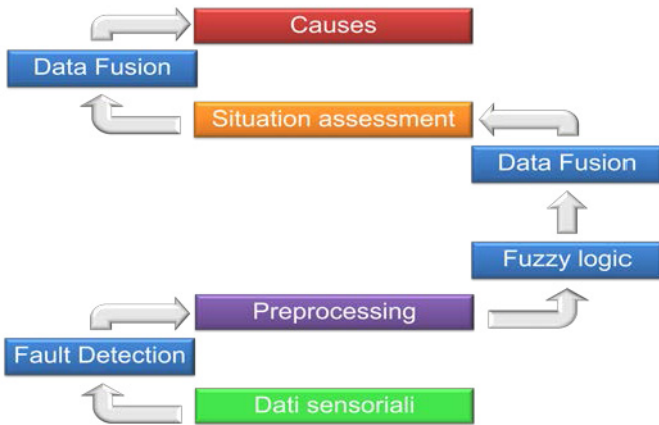 Causes
Data Fusion
Situation assessment
Data Fusion
Fuzzy logic
Preprocessing
Fault Detection
Dati sensoriali